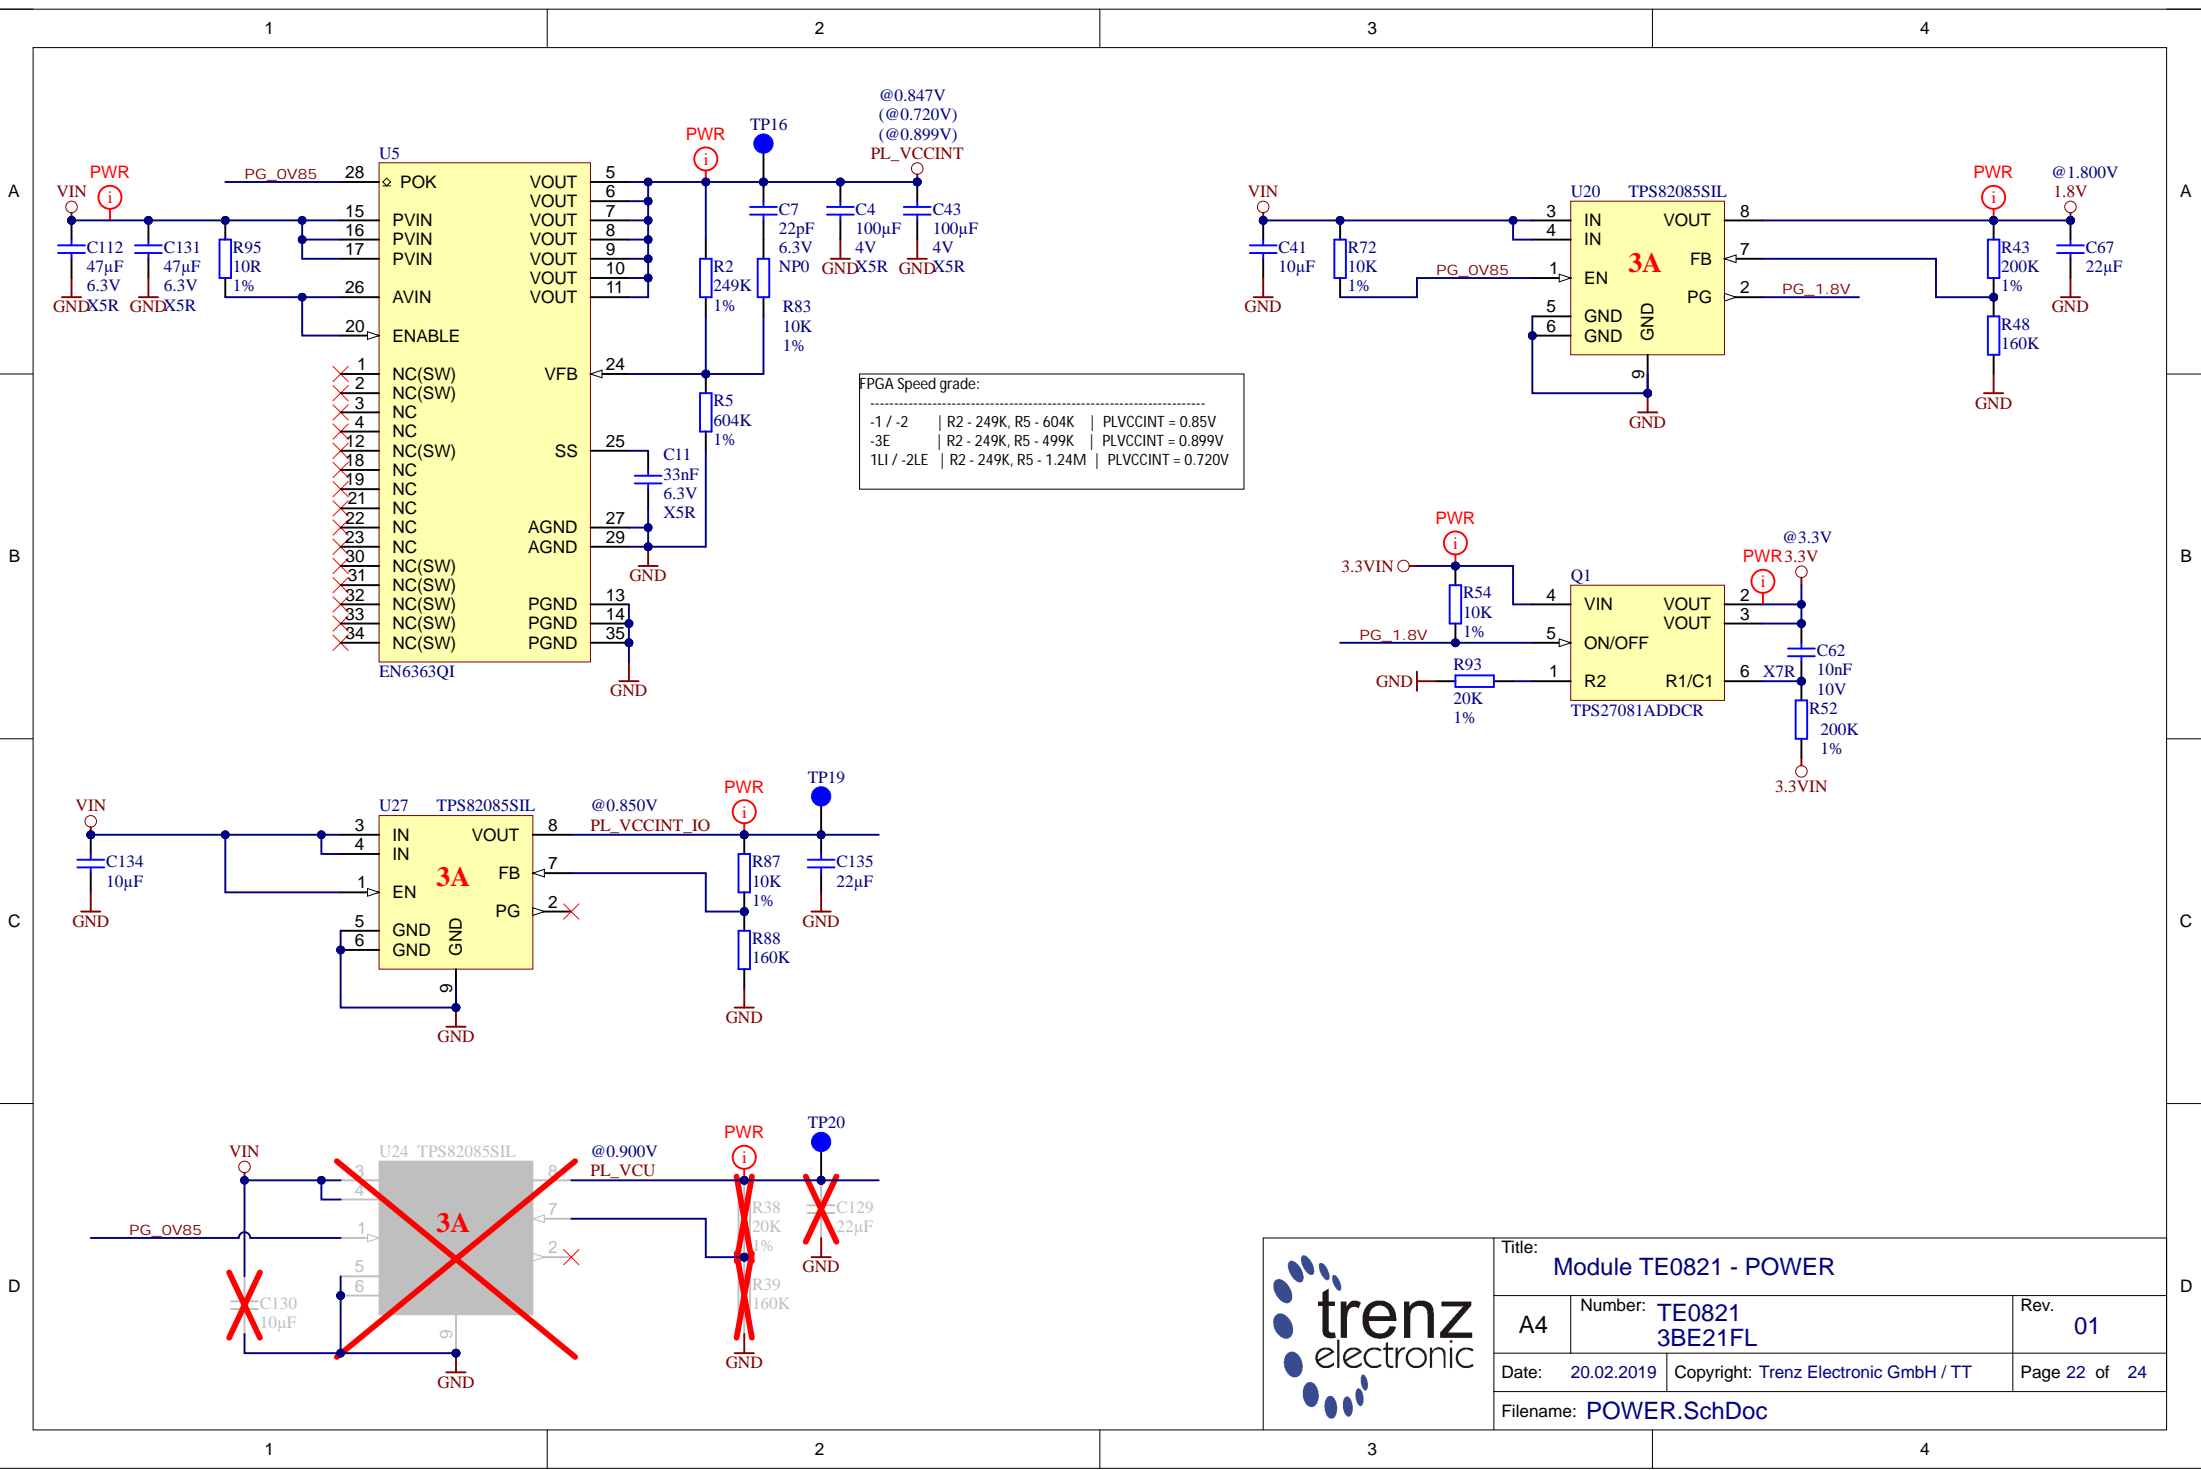 1 2 3 4
A
B
C
D
A
B
C
D
@0.847V
(@0.720V)
(@0.899V)
PL_VCCINT
TP16
PWR
i
U5
PG_0V85 28 POK VOUT 5
VOUT 6
PWR
i
VIN
15 PVIN VOUT 7
16 PVIN VOUT 8
17 PVIN VOUT 9
VOUT 10
26 AVIN VOUT 11
20 ENABLE
C112
47µF
6.3V
X5R
GND
C131
47µF
6.3V
X5R
GND
R95
10R
1%
1 NC(SW) VFB 24
2 NC(SW)
3 NC
4 NC
12 NC(SW) SS 25
18 NC
19 NC
21 NC
22 NC AGND 27
23 NC AGND 29
30 NC(SW)
31 NC(SW)
32 NC(SW) PGND 13
33 NC(SW) PGND 14
34 NC(SW) PGND 35
EN6363QI
GND
GND
C7
22pF
6.3V
NP0
C4
100µF
4V
X5R
GND
C43
100µF
4V
X5R
GND
R2
249K
1%
R83
10K
1%
R5
604K
1%
C11
33nF
6.3V
X5R
FPGA Speed grade:
----------------------------------------------------------------------
-1 / -2 | R2 - 249K, R5 - 604K | PLVCCINT = 0.85V
-3E | R2 - 249K, R5 - 499K | PLVCCINT = 0.899V
1LI / -2LE | R2 - 249K, R5 - 1.24M | PLVCCINT = 0.720V
VIN
U20 TPS82085SIL
PWR
i
@1.800V
1.8V
3 IN VOUT 8
4 IN
3A
FB 7
PG_0V85 1 EN
PG 2 PG_1.8V
5 GND
6 GND
GND
9
GND
C41
10µF
GND
R72
10K
1%
R43
200K
1%
R48
160K
GND
C67
22µF
GND
PWR
i
3.3VIN
@3.3V
PWR 3.3V
i
Q1
4 VIN VOUT 2
VOUT 3
PG_1.8V 5 ON/OFF
GND 1 R2 R1/C1 6 X7R
TPS27081ADDCR
R54
10K
1%
R93
20K
1%
C62
10nF
10V
R52
200K
1%
3.3VIN
VIN
U27 TPS82085SIL
@0.850V
PL_VCCINT_IO
PWR
i
TP19
3 IN VOUT 8
4 IN
3A
FB 7
1 EN
PG 2
5 GND
6 GND
GND
9
GND
C134
10µF
GND
R87
10K
1%
R88
160K
GND
C135
22µF
GND
VIN
U24 TPS82085SIL
@0.900V
PL_VCU
PWR
i
TP20
3 8
4
3A
7
PG_0V85 1
2
5
6
9
GND
C130
10µF
R38
20K
1%
R39
160K
GND
C129
22µF
GND
trenz
electronic
Title:
Module TE0821 - POWER
A4
Number: TE0821
3BE21FL
Rev.
01
Date: 20.02.2019 Copyright: Trenz Electronic GmbH / TT Page 22 of 24
Filename: POWER.SchDoc
1 2 3 4